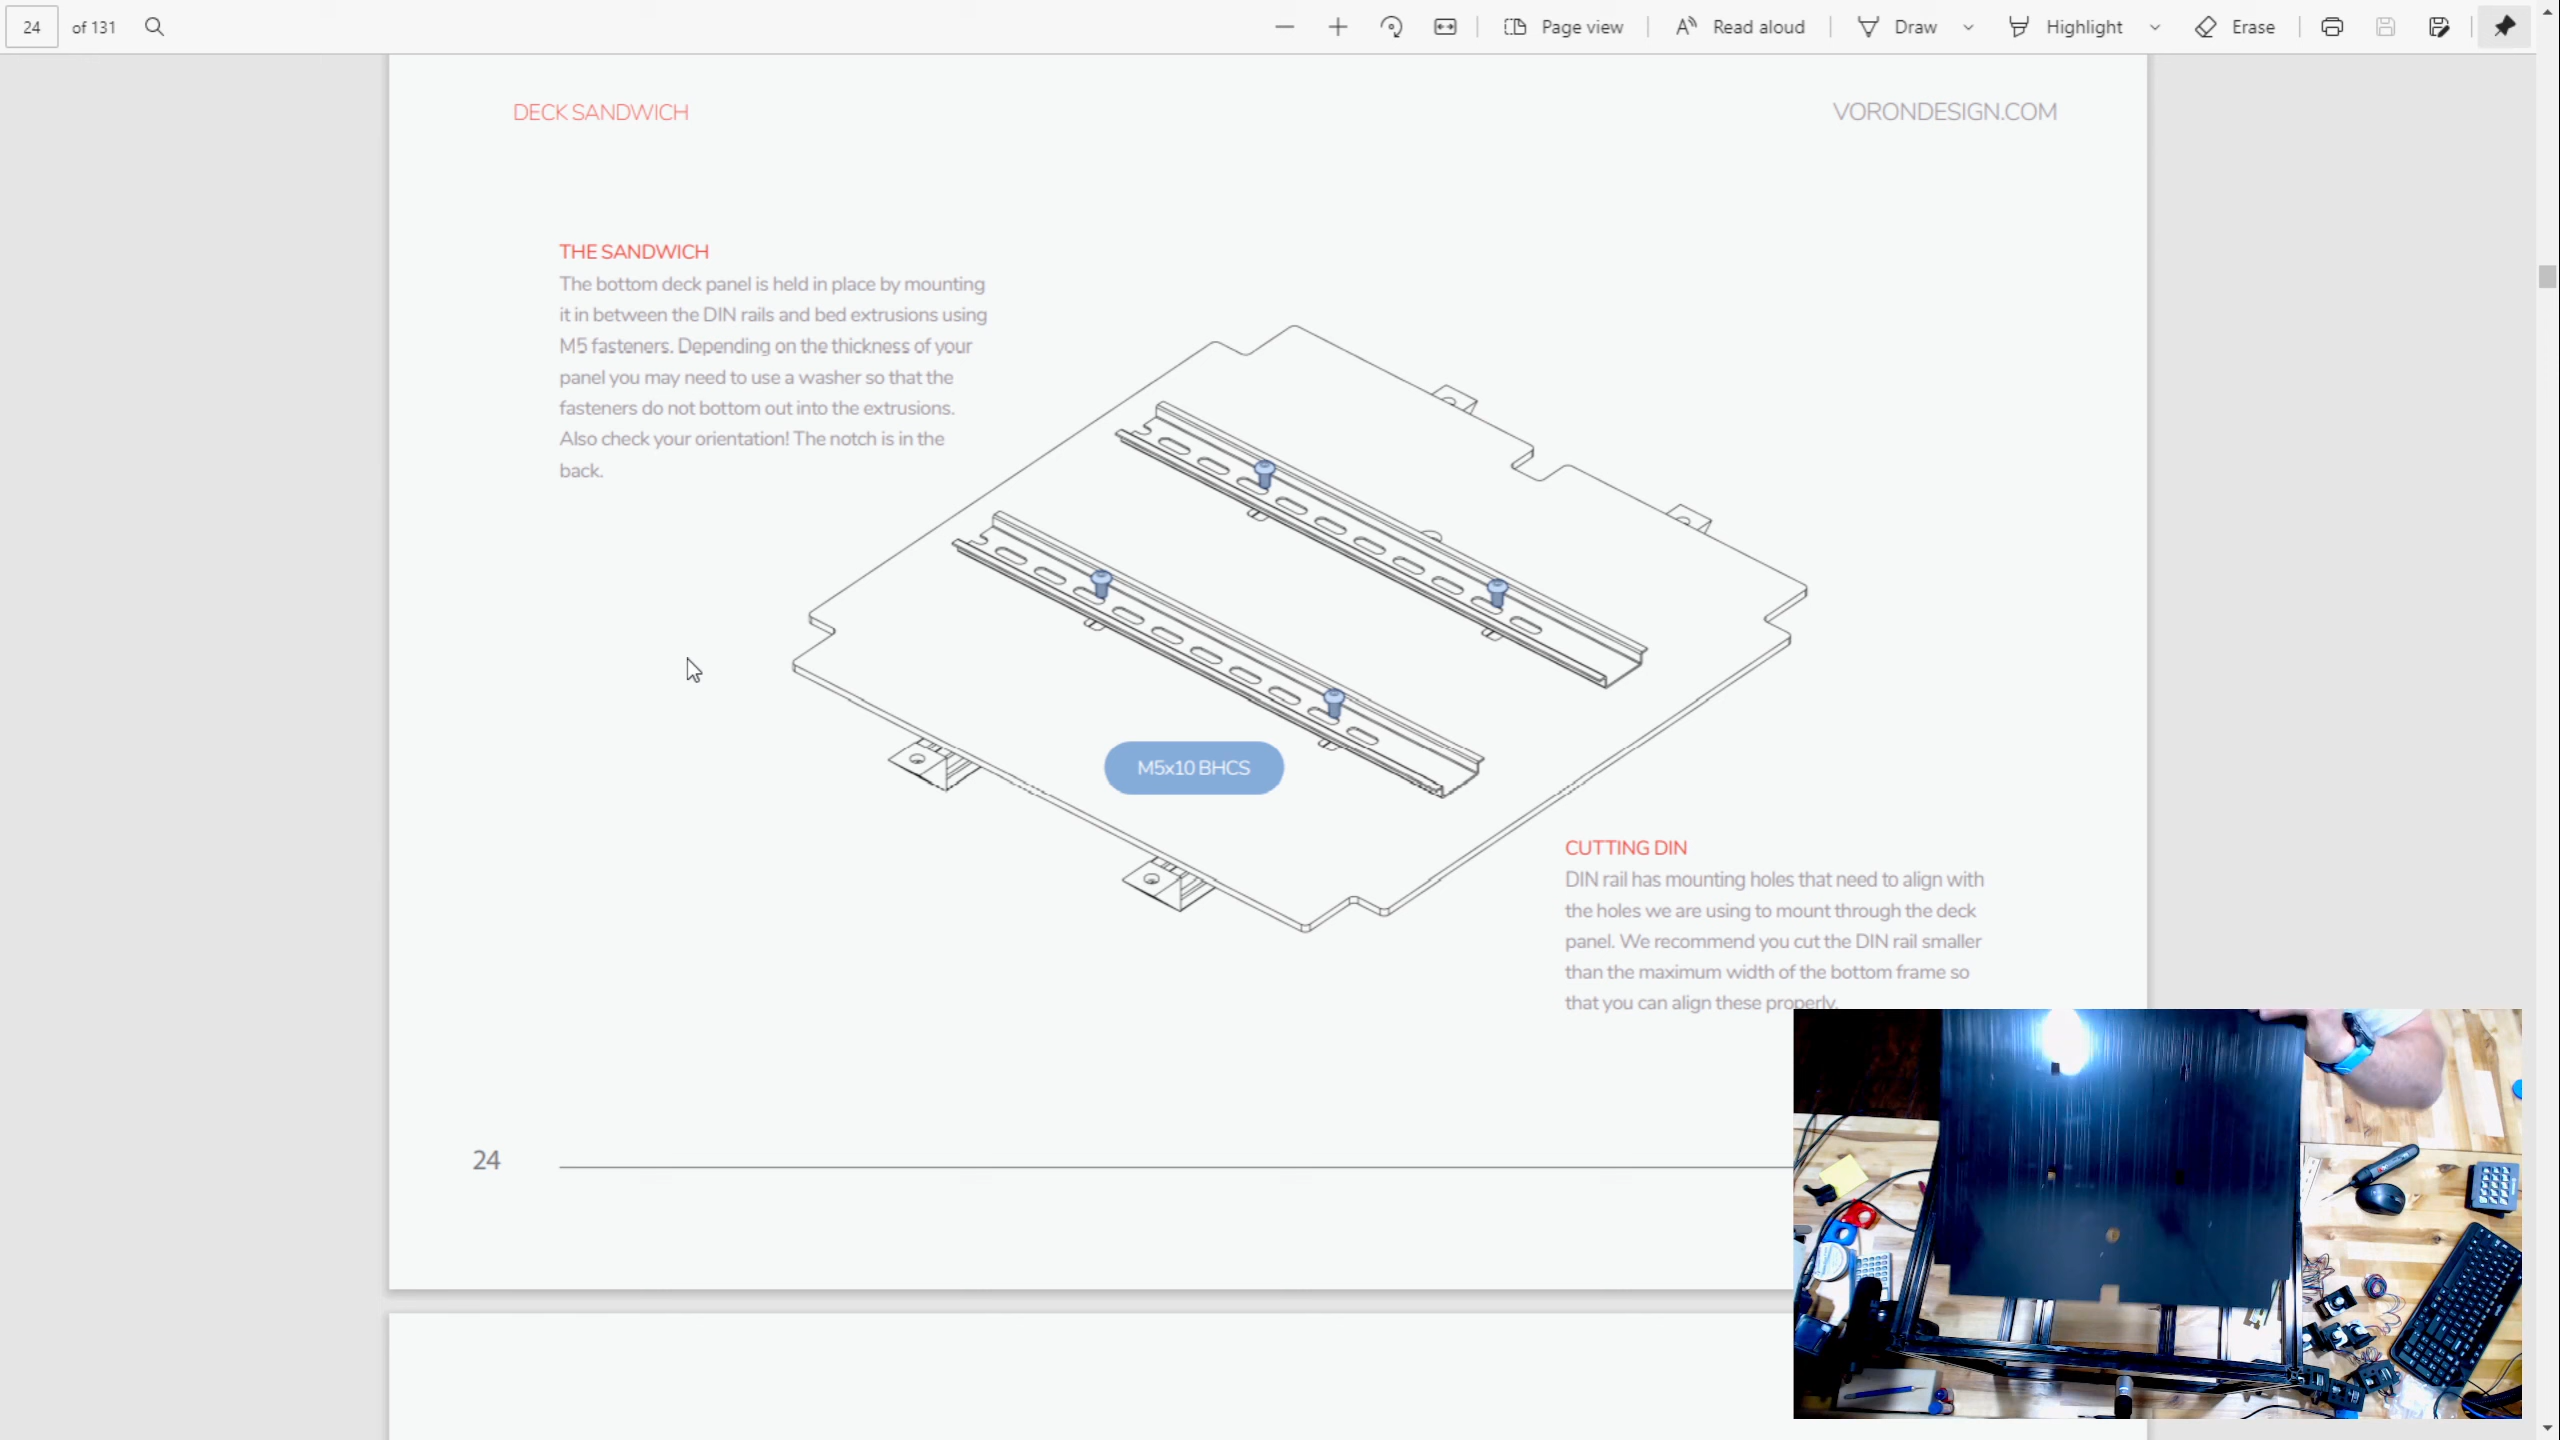 24 of 131 Page view Read aloud Draw Highlight Erase
DECK SANDWICH
VORONDESIGN.COM
THE SANDWICH
The bottom deck panel is held in place by mounting
it in between the DIN rails and bed extrusions using
M5 fasteners. Depending on the thickness of your
panel you may need to use a washer so that the
fasteners do not bottom out into the extrusions.
Also check your orientation! The notch is in the
back.
M5x10 BHCS
CUTTING DIN
DIN rail has mounting holes that need to align with
the holes we are using to mount through the deck
panel. We recommend you cut the DIN rail smaller
than the maximum width of the bottom frame so
that you can align these properly.
24